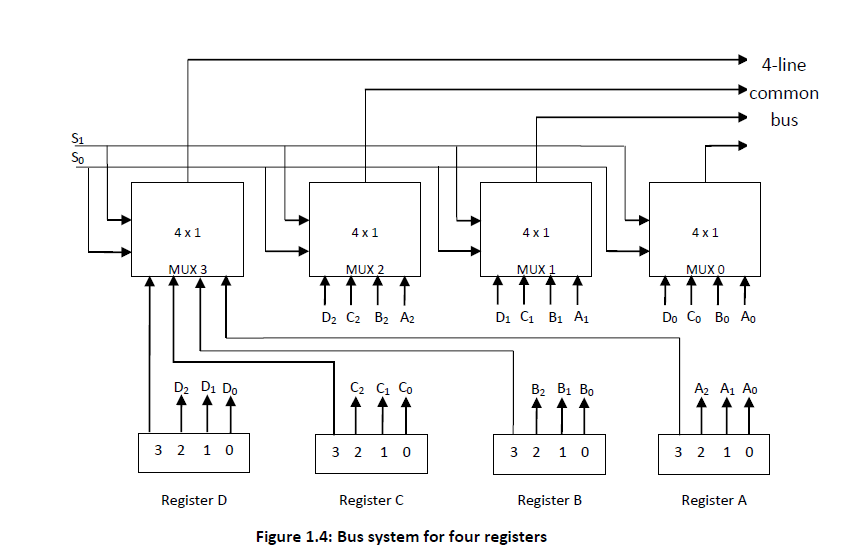 4-line
common
bus
S₁
S₀
4 x 1 4 x 1 4 x 1 4 x 1
MUX 3 MUX 2 MUX 1 MUX 0
D₂ C₂ B₂ A₂ D₁ C₁ B₁ A₁ D₀ C₀ B₀ A₀
D₂ D₁ D₀ C₂ C₁ C₀ B₂ B₁ B₀ A₂ A₁ A₀
3 2 1 0 3 2 1 0 3 2 1 0 3 2 1 0
Register D Register C Register B Register A
Figure 1.4: Bus system for four registers